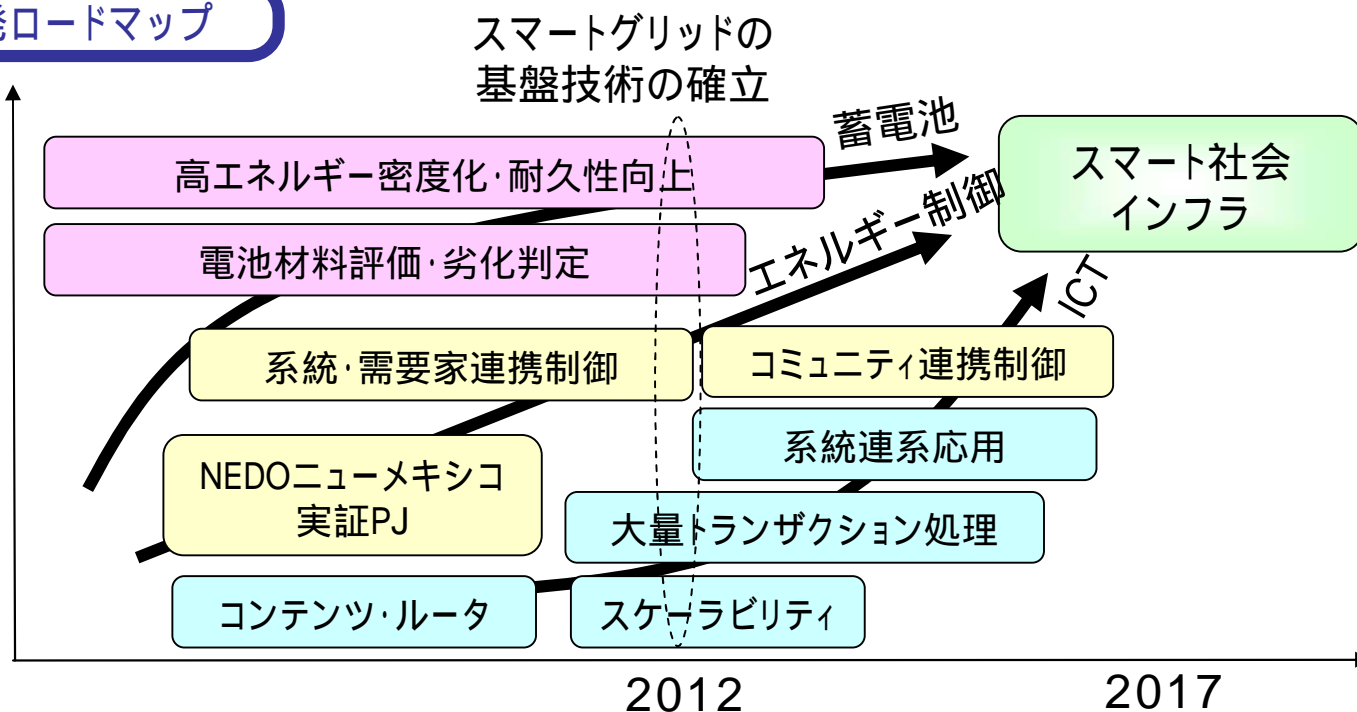 発ロードマップ
スマートグリッドの
基盤技術の確立
蓄電池
高エネルギー密度化・耐久性向上
スマート社会
インフラ
エネルギー制御
電池材料評価・劣化判定
ICT
系統・需要家連携制御
コミュニティ連携制御
系統連系応用
NEDOニューメキシコ
実証PJ
大量トランザクション処理
コンテンツ・ルータ
スケーラビリティ
2012
2017